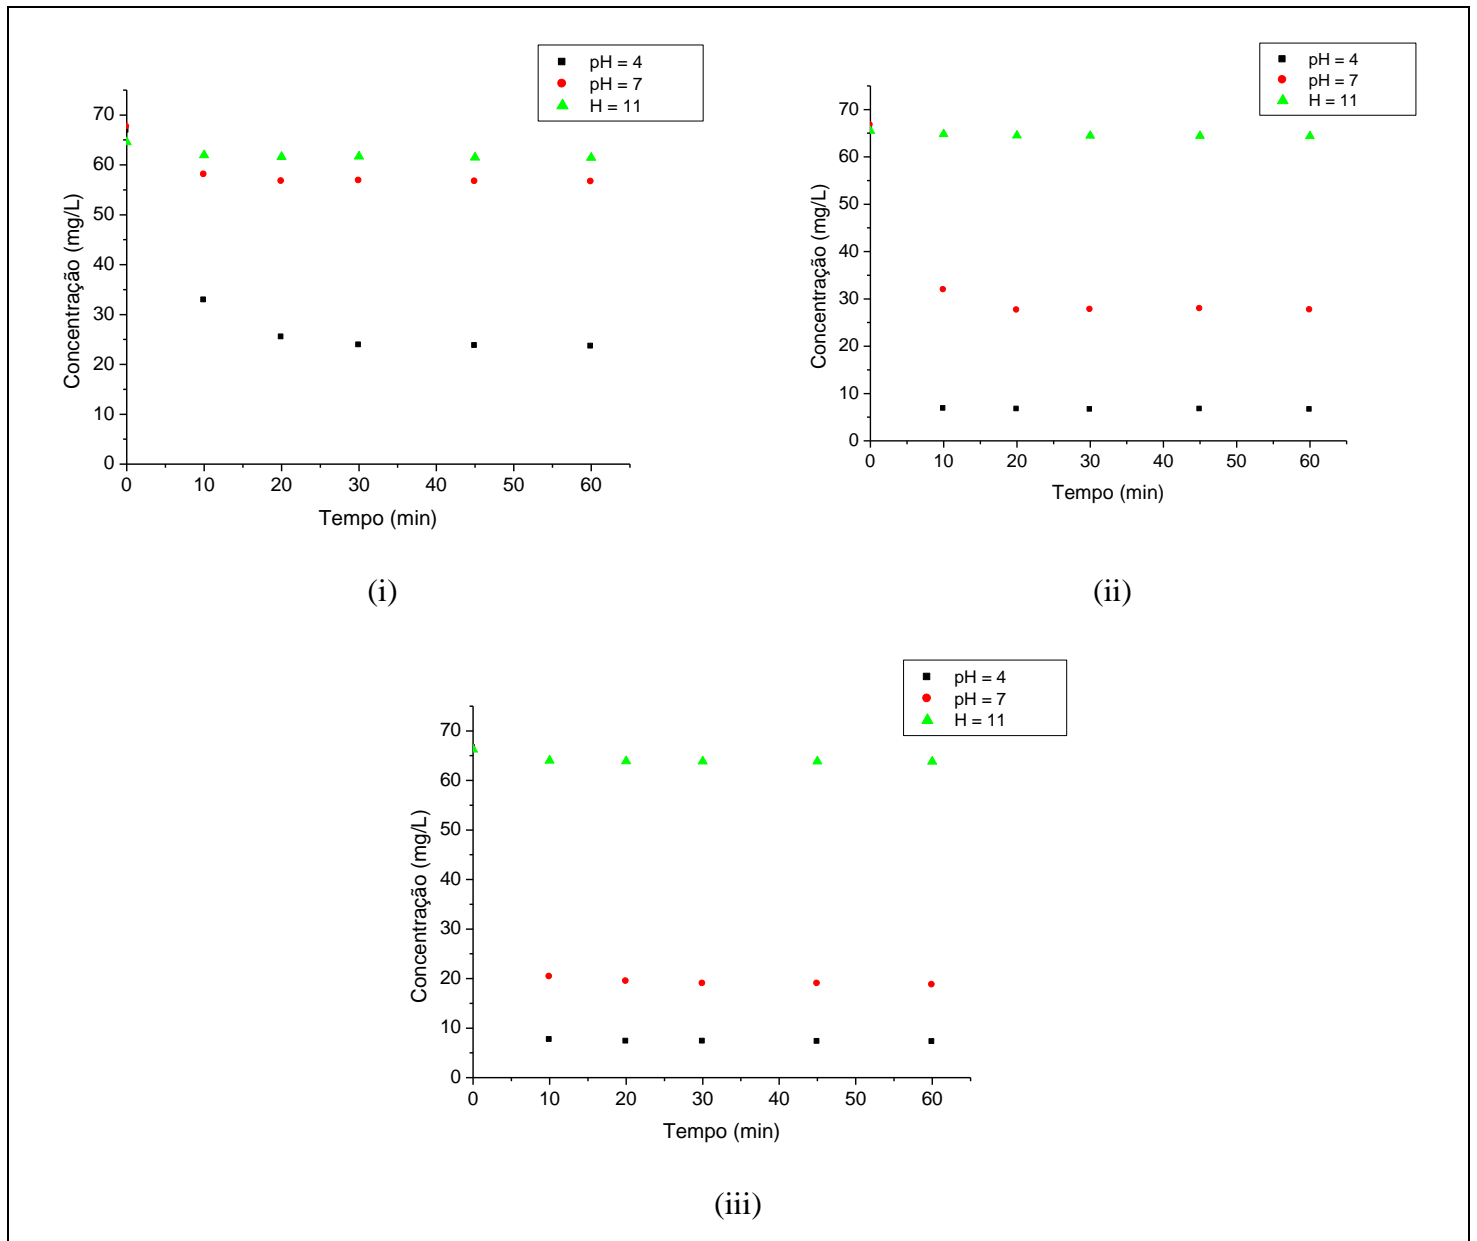 pH = 4
pH = 7
H = 11
70
60
50
40
30
20
10
0
Concentração (mg/L)
0 10 20 30 40 50 60
Tempo (min)
(i)
pH = 4
pH = 7
H = 11
70
60
50
40
30
20
10
0
Concentração (mg/L)
0 10 20 30 40 50 60
Tempo (min)
(ii)
pH = 4
pH = 7
H = 11
70
60
50
40
30
20
10
0
Concentração (mg/L)
0 10 20 30 40 50 60
Tempo (min)
(iii)